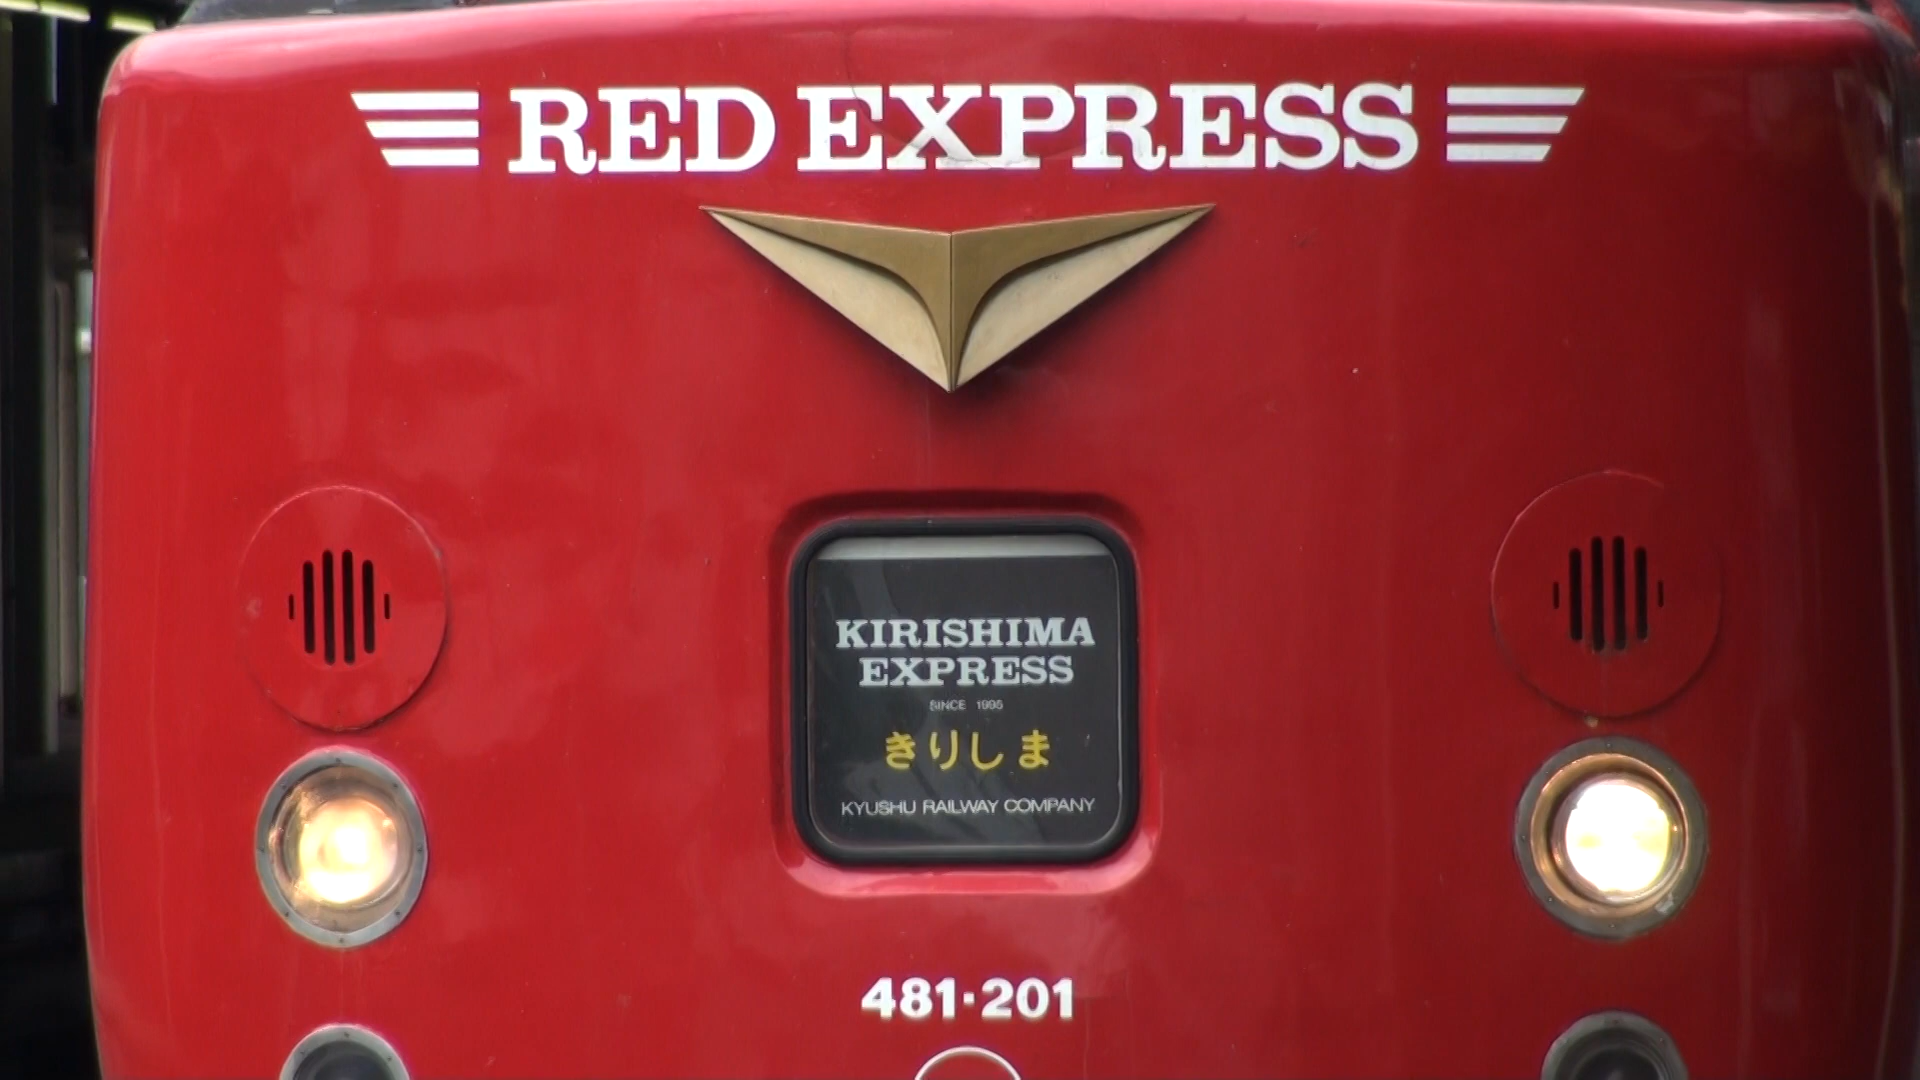 RED EXPRESS
KIRISHIMA
EXPRESS
SINCE 1995
きりしま
KYUSHU RAILWAY COMPANY
481-201